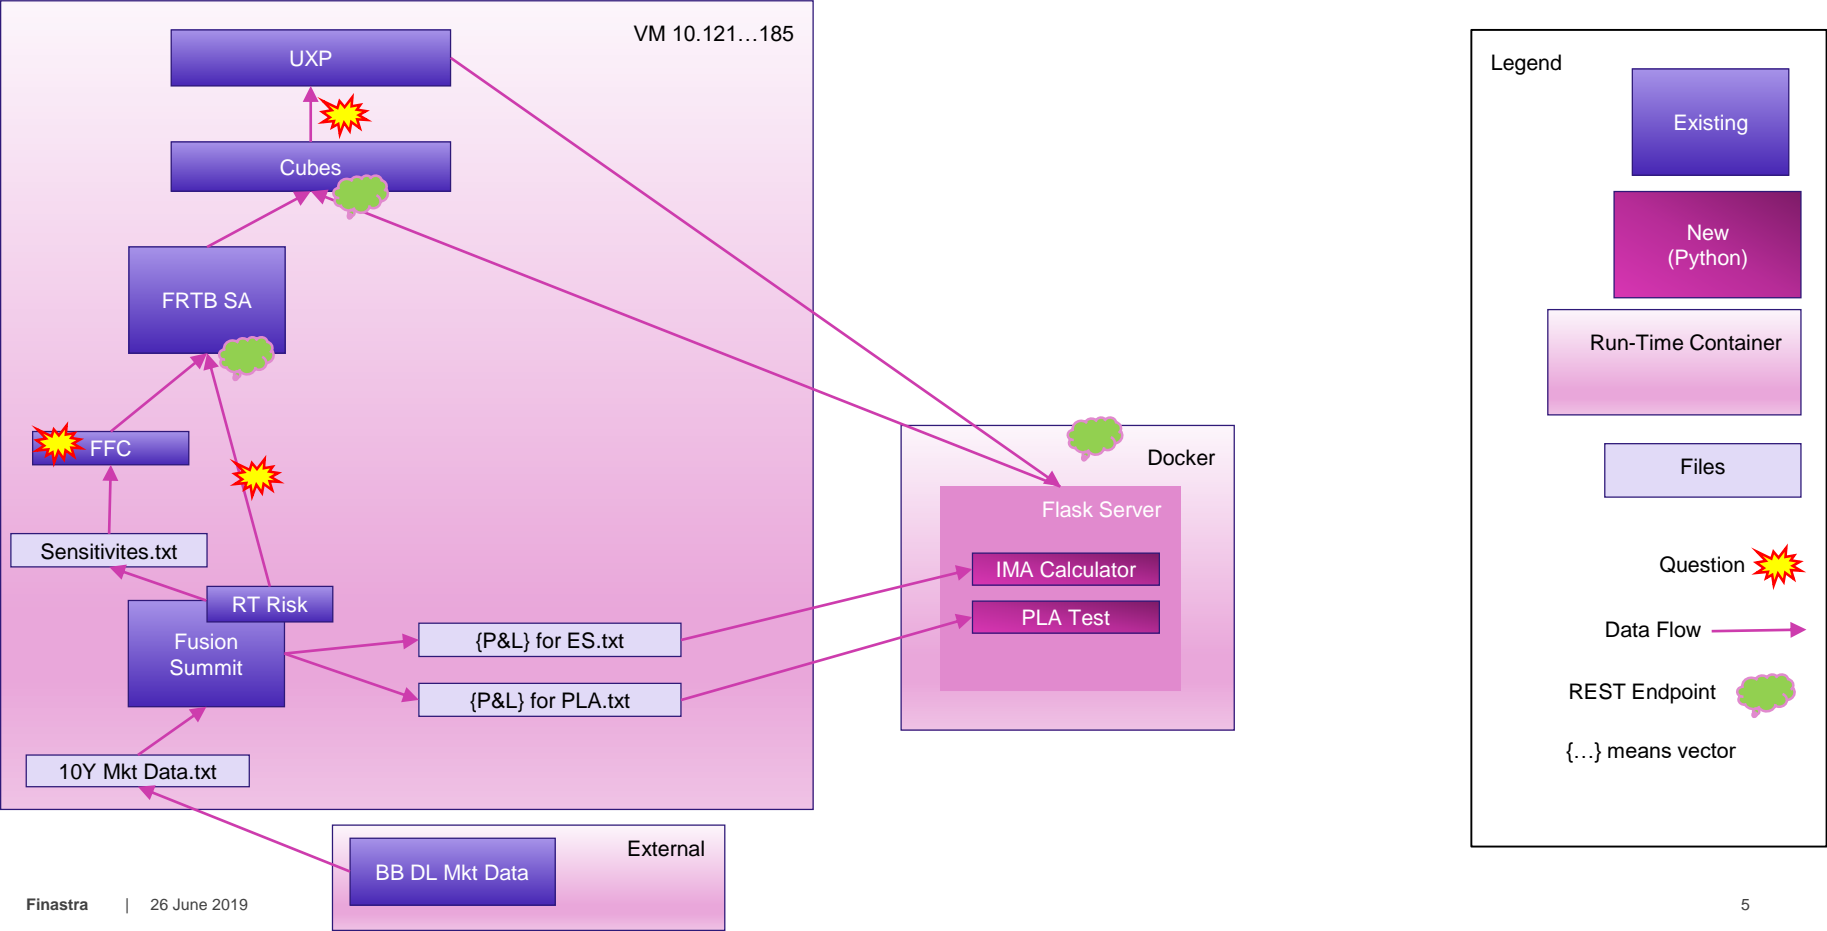 VM 10.121…185
UXP
Cubes
FRTB SA
FFC
Sensitivites.txt
RT Risk
Fusion
Summit
{P&L} for ES.txt
{P&L} for PLA.txt
10Y Mkt Data.txt
External
BB DL Mkt Data
Docker
Flask Server
IMA Calculator
PLA Test
Legend
Existing
New
(Python)
Run-Time Container
Files
Question
Data Flow
REST Endpoint
{…} means vector
Finastra | 26 June 2019
5